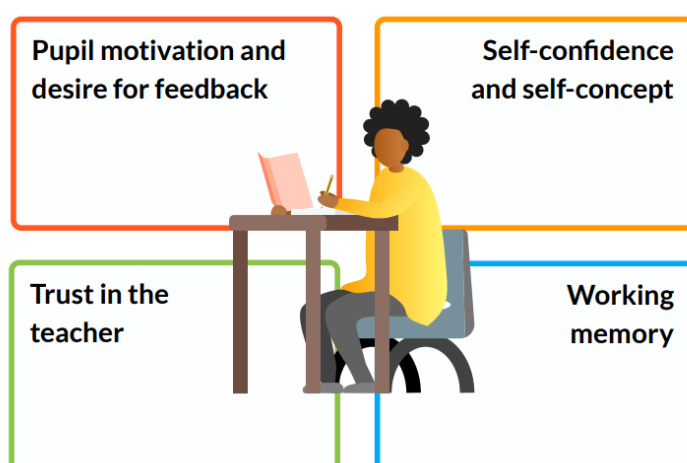 Pupil motivation and
desire for feedback
Self-confidence
and self-concept
Trust in the
teacher
Working
memory